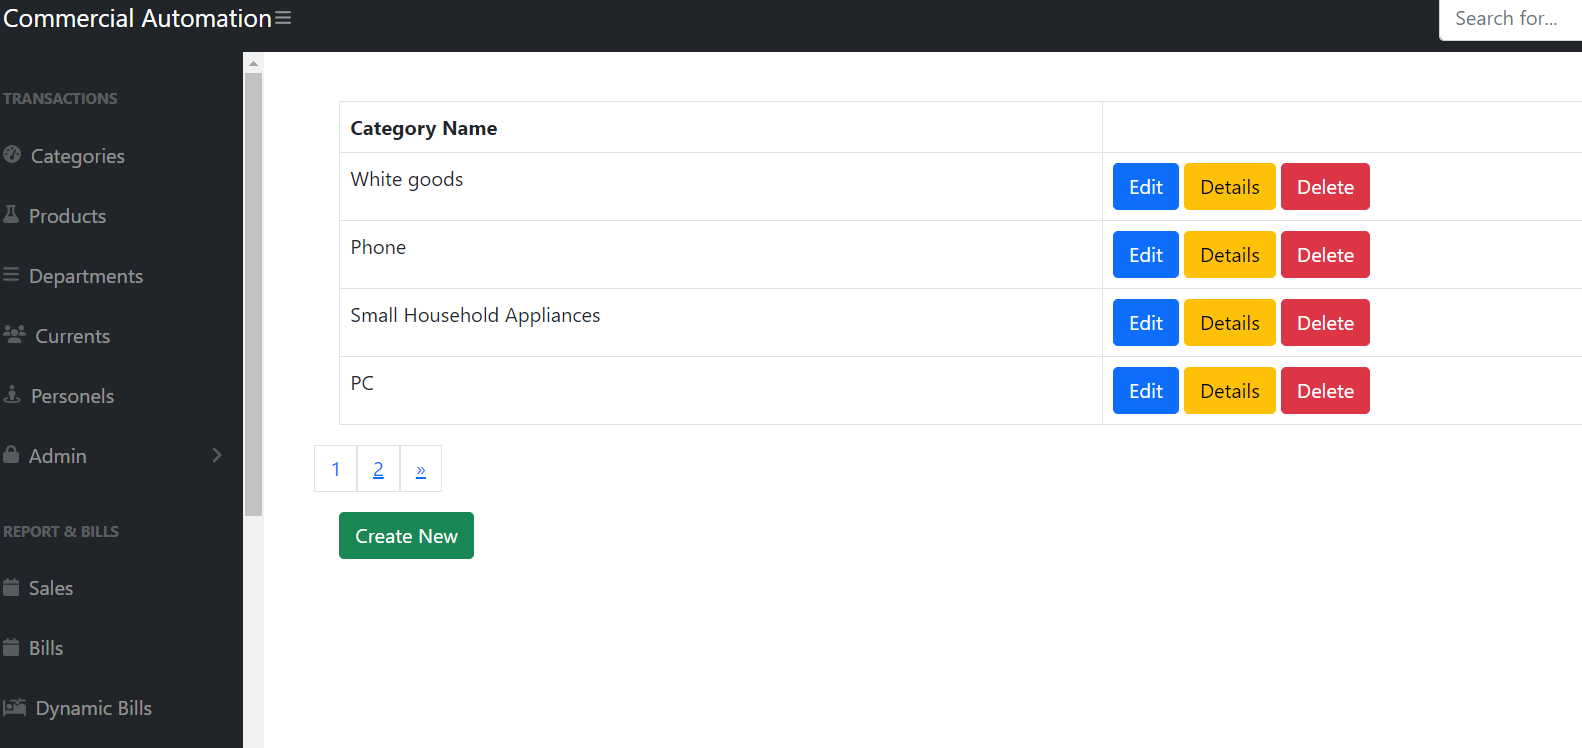 Commercial Automation
Search for...
TRANSACTIONS
Categories
Products
Departments
Currents
Personels
Admin
REPORT & BILLS
Sales
Bills
Dynamic Bills
Category Name
White goods Edit Details Delete
Phone Edit Details Delete
Small Household Appliances Edit Details Delete
PC Edit Details Delete
1 2 »
Create New